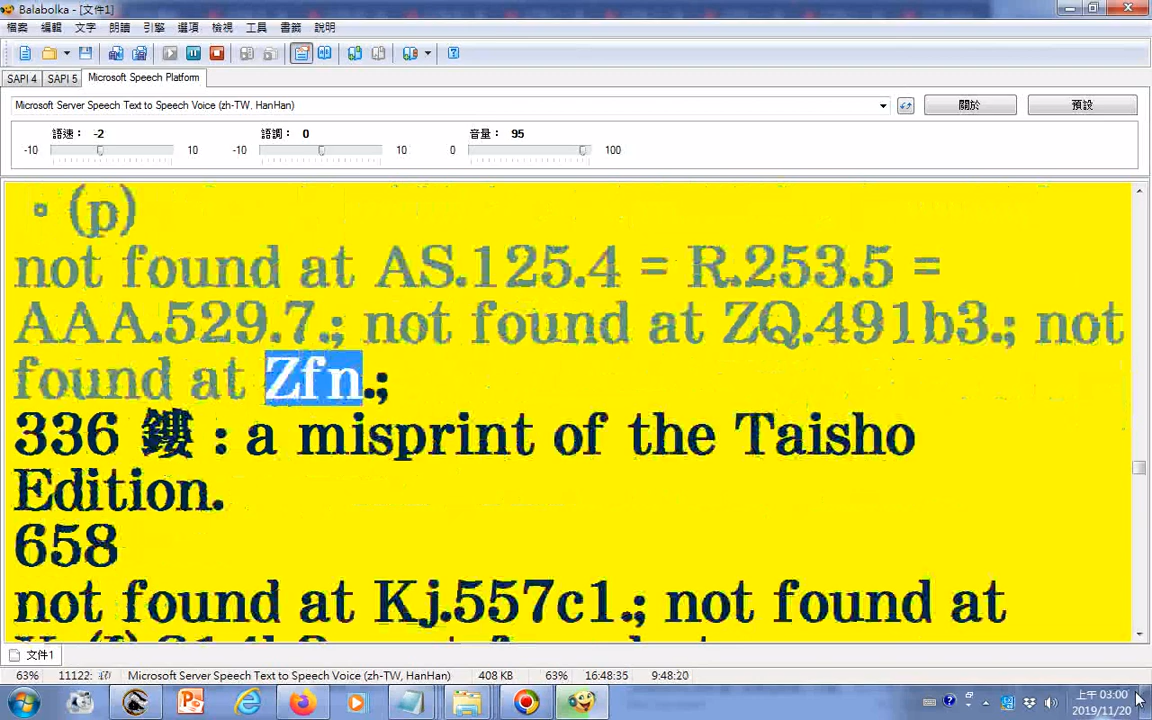 Balabolka - [文件1]
檔案 編輯 文字 朗讀 引擎 選項 檢視 工具 書籤 說明
SAPI 4 SAPI 5 Microsoft Speech Platform
Microsoft Server Speech Text to Speech Voice (zh-TW, HanHan) 關於 預設
語速： -2 語調： 0 音量： 95
-10 10 -10 10 0 100
(p)
not found at AS.125.4 = R.253.5 =
AAA.529.7.; not found at ZQ.491b3.; not
found at Zfn.;
336 鏤 : a misprint of the Taisho
Edition.
658
not found at Kj.557c1.; not found at
文件1
63% 11122: Microsoft Server Speech Text to Speech Voice (zh-TW, HanHan) 408 KB 63% 16:48:35 9:48:20
上午 03:00
2019/11/20